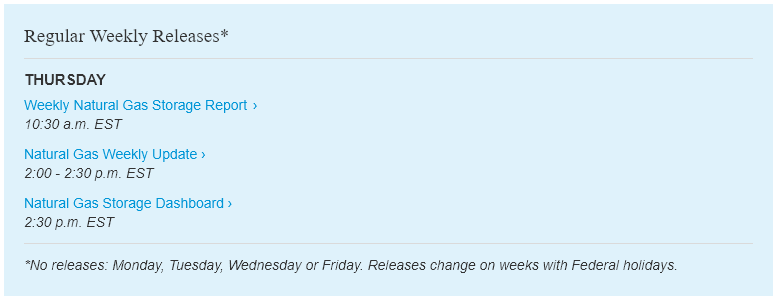 Regular Weekly Releases*
THURSDAY
Weekly Natural Gas Storage Report ›
10:30 a.m. EST
Natural Gas Weekly Update ›
2:00 - 2:30 p.m. EST
Natural Gas Storage Dashboard ›
2:30 p.m. EST
*No releases: Monday, Tuesday, Wednesday or Friday. Releases change on weeks with Federal holidays.